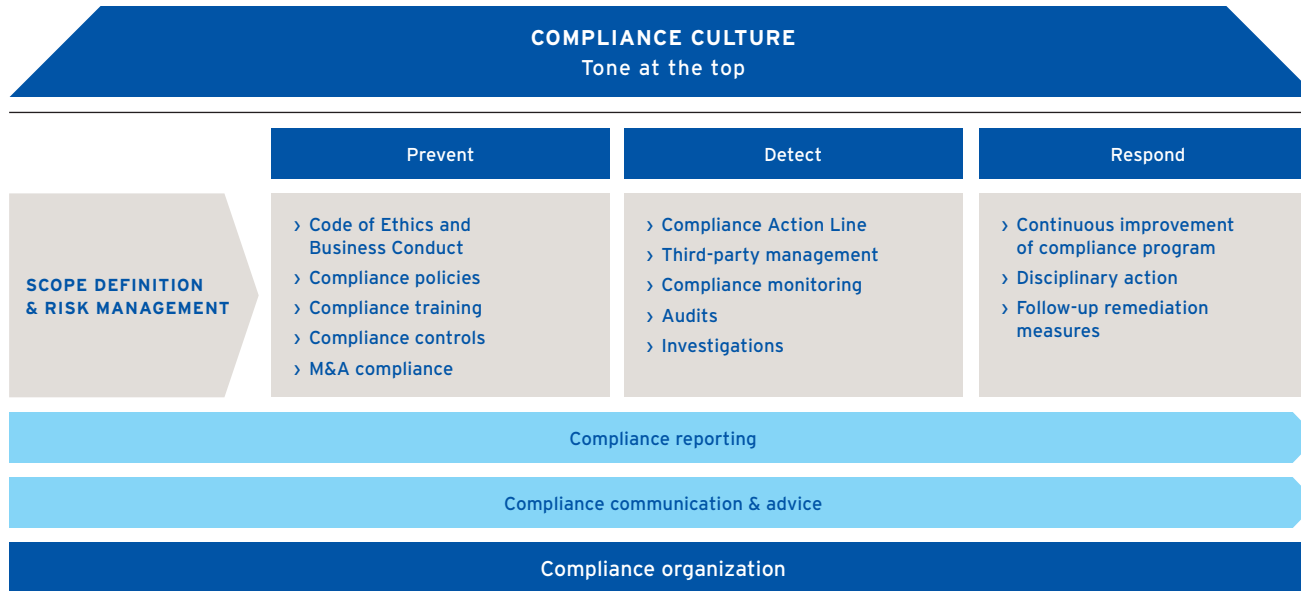 COMPLIANCE CULTURE
Tone at the top
Prevent
Detect
Respond
SCOPE DEFINITION
& RISK MANAGEMENT
› Code of Ethics and
Business Conduct
› Compliance policies
› Compliance training
› Compliance controls
› M&A compliance
› Compliance Action Line
› Third-party management
› Compliance monitoring
› Audits
› Investigations
› Continuous improvement
of compliance program
› Disciplinary action
› Follow-up remediation
measures
Compliance reporting
Compliance communication & advice
Compliance organization